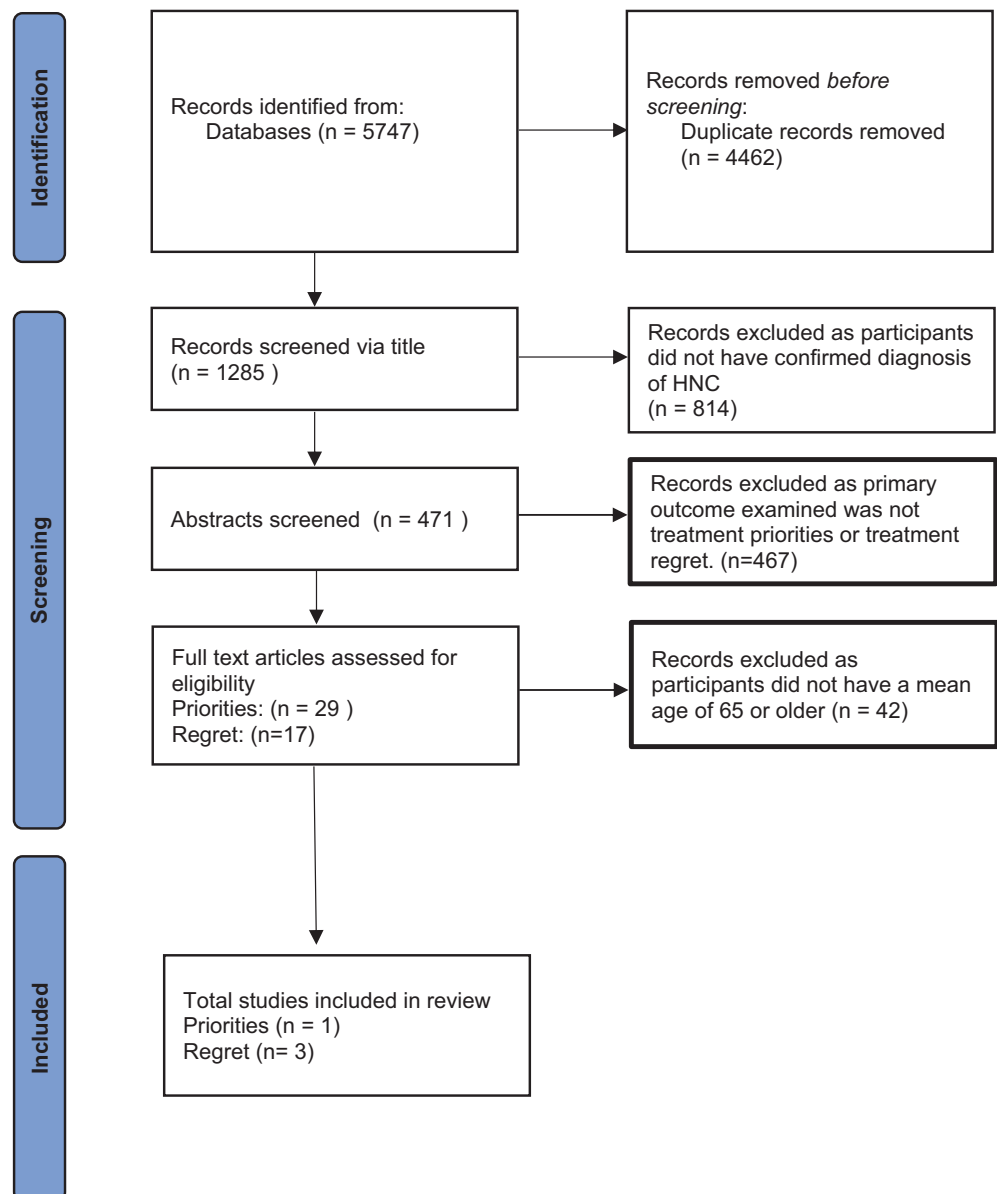 Identification
Records identified from:
Databases (n = 5747)
Records removed before
screening:
Duplicate records removed
(n = 4462)
Screening
Records screened via title
(n = 1285 )
Records excluded as participants
did not have confirmed diagnosis
of HNC
(n = 814)
Abstracts screened (n = 471 )
Records excluded as primary
outcome examined was not
treatment priorities or treatment
regret. (n=467)
Full text articles assessed for
eligibility
Priorities: (n = 29 )
Regret: (n=17)
Records excluded as
participants did not have a mean
age of 65 or older (n = 42)
Included
Total studies included in review
Priorities (n = 1)
Regret (n= 3)